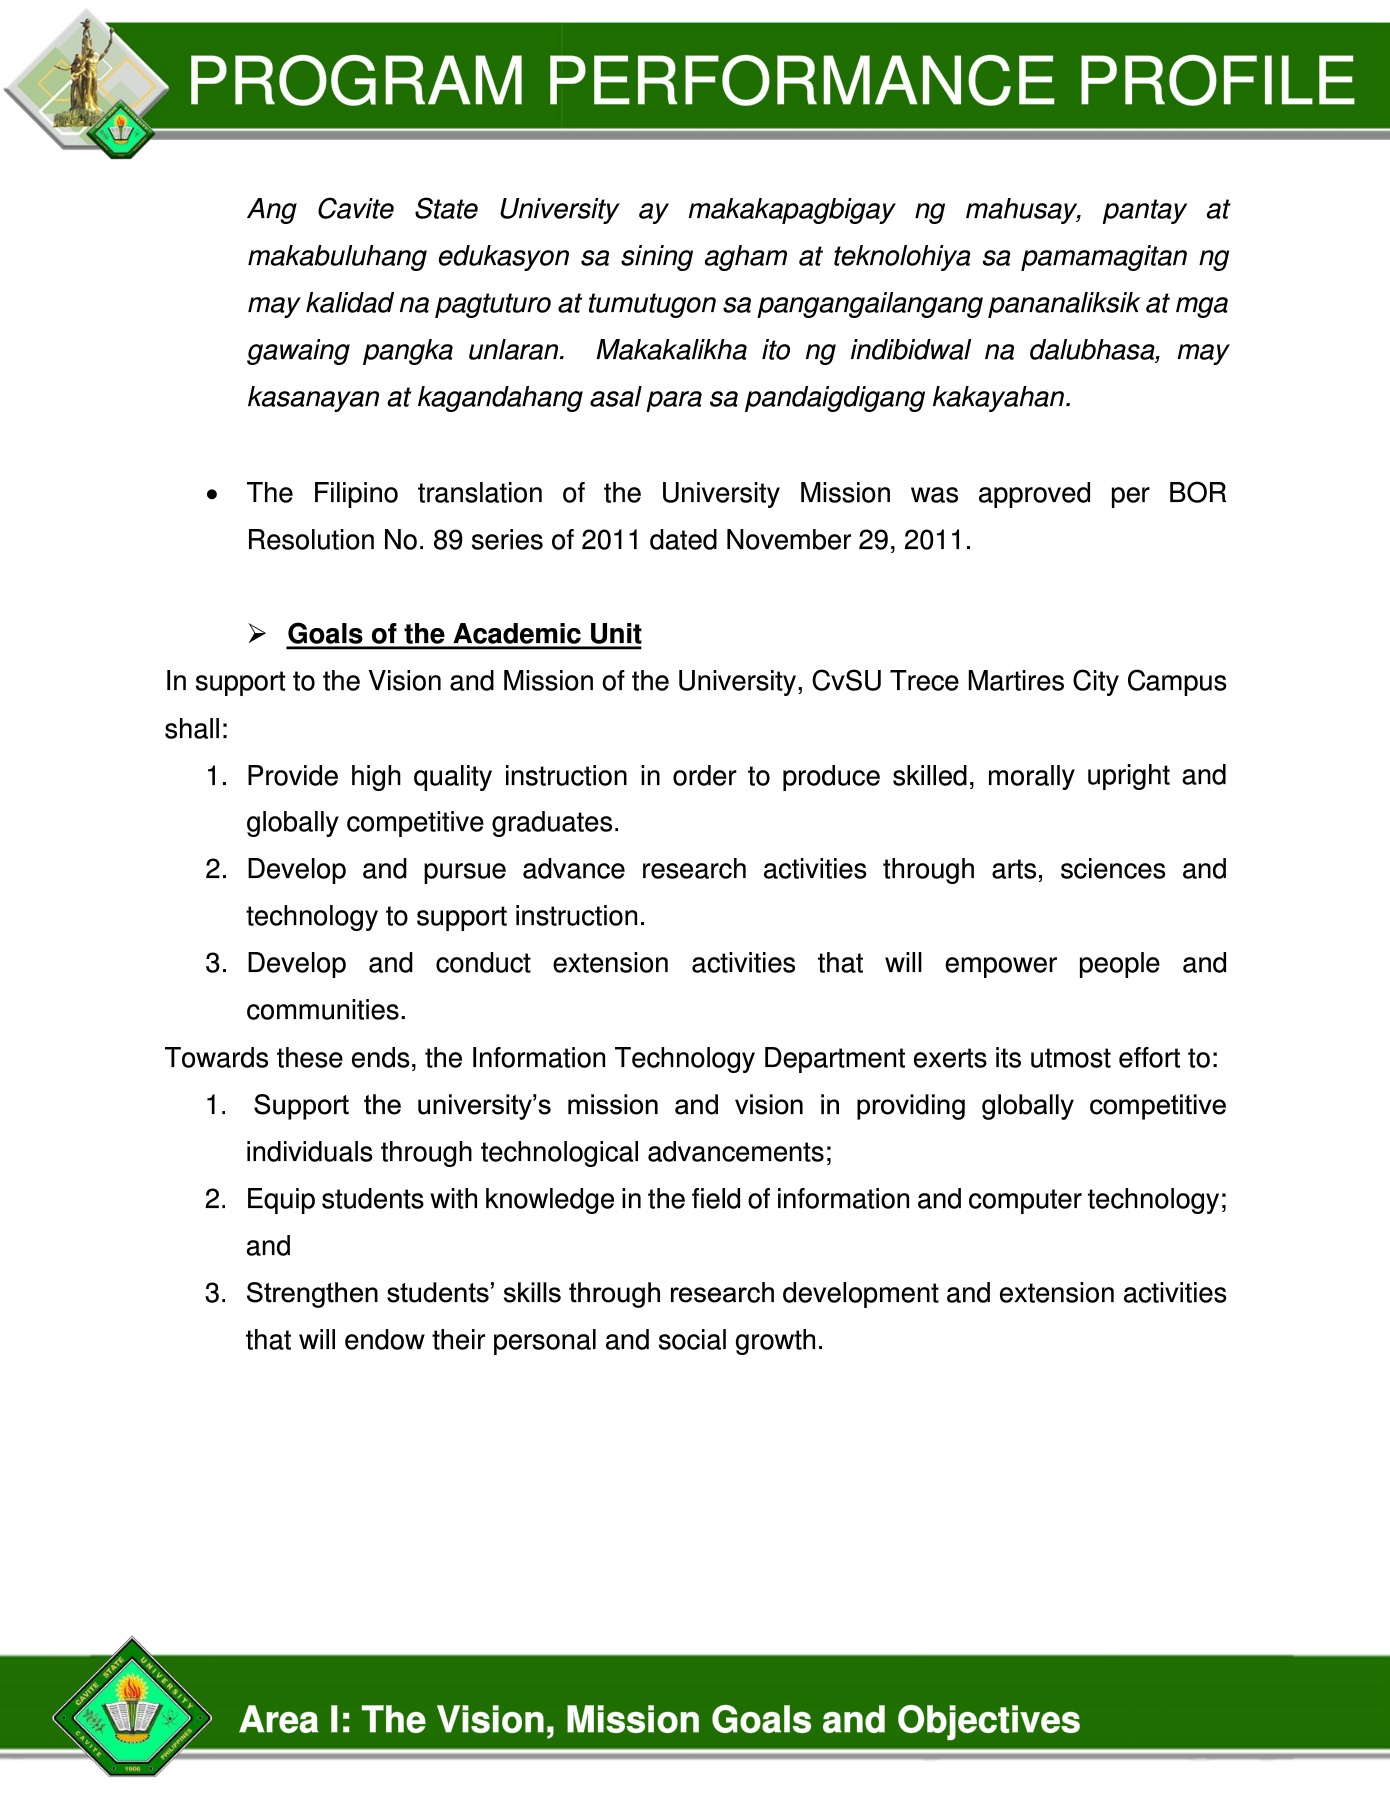 PROGRAM PERFORMANCE PROFILE
Ang Cavite State University ay makakapagbigay ng mahusay, pantay at
makabuluhang edukasyon sa sining agham at teknolohiya sa pamamagitan ng
may kalidad na pagtuturo at tumutugon sa pangangailangang pananaliksik at mga
gawaing pangka unlaran. Makakalikha ito ng indibidwal na dalubhasa, may
kasanayan at kagandahang asal para sa pandaigdigang kakayahan.
• The Filipino translation of the University Mission was approved per BOR
Resolution No. 89 series of 2011 dated November 29, 2011.
➢ Goals of the Academic Unit
In support to the Vision and Mission of the University, CvSU Trece Martires City Campus
shall:
1. Provide high quality instruction in order to produce skilled, morally upright and
globally competitive graduates.
2. Develop and pursue advance research activities through arts, sciences and
technology to support instruction.
3. Develop and conduct extension activities that will empower people and
communities.
Towards these ends, the Information Technology Department exerts its utmost effort to:
1. Support the university’s mission and vision in providing globally competitive
individuals through technological advancements;
2. Equip students with knowledge in the field of information and computer technology;
and
3. Strengthen students’ skills through research development and extension activities
that will endow their personal and social growth.
CAVITE STATE UNIVERSITY
CAVITE PHILIPPINES
1906
Area I: The Vision, Mission Goals and Objectives